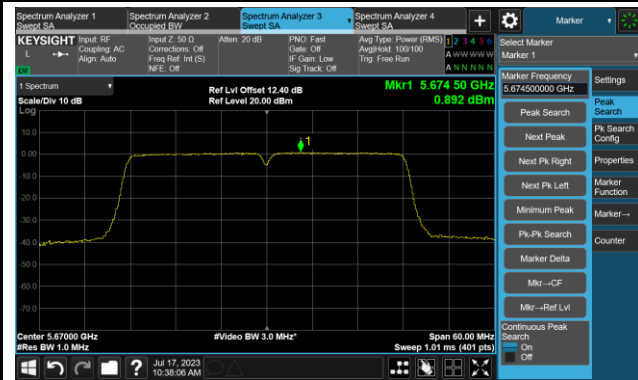 Spectrum Analyzer 1
Swept SA
Spectrum Analyzer 2
Occupied BW
Spectrum Analyzer 3
Swept SA
Spectrum Analyzer 4
Swept SA
+
Marker
KEYSIGHT
L
Input: RF
Coupling: AC
Align: Auto
Input Z: 50 Ω
Corrections: Off
Freq Ref: Int (S)
NFE: Off
Atten: 20 dB
PNO: Fast
Gate: Off
IF Gain: Low
Sig Track: Off
Avg Type: Power (RMS)
Avg|Hold: 100/100
Trig: Free Run
1 2 3 4 5 6
A W W W W W
A N N N N N
Select Marker
Marker 1
1 Spectrum
Scale/Div 10 dB
Log
Ref Lvl Offset 12.40 dB
Ref Level 20.00 dBm
Mkr1 5.674 50 GHz
0.892 dBm
10.0
0.00
-10.0
-20.0
-30.0
-40.0
-50.0
-60.0
-70.0
1
Center 5.67000 GHz
#Res BW 1.0 MHz
#Video BW 3.0 MHz*
Span 60.00 MHz
Sweep 1.01 ms (401 pts)
Marker Frequency
5.674500000 GHz
Peak Search
Next Peak
Next Pk Right
Next Pk Left
Minimum Peak
Pk-Pk Search
Marker Delta
Mkr→CF
Mkr→Ref Lvl
Continuous Peak
Search
On
Off
Settings
Peak
Search
Pk Search
Config
Properties
Marker
Function
Marker→
Counter
?
Jul 17, 2023
10:38:06 AM